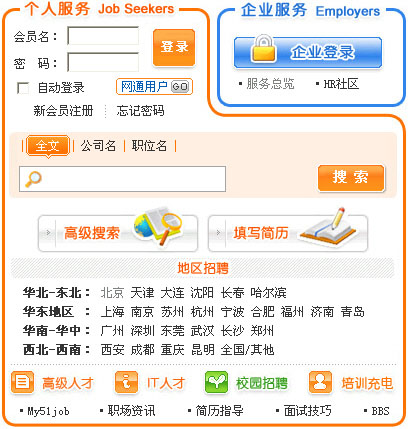 个人服务 Job Seekers
会员名：
密　码：
登录
自动登录
网通用户 GO
新会员注册　忘记密码
企业服务 Employers
企业登录
·服务总览　·HR社区
全文｜公司名｜职位名｜
搜 索
高级搜索　填写简历
地区招聘
华北-东北：北京 天津 大连 沈阳 长春 哈尔滨
华东地区：上海 南京 苏州 杭州 宁波 合肥 福州 济南 青岛
华南-华中：广州 深圳 东莞 武汉 长沙 郑州
西北-西南：西安 成都 重庆 昆明 全国/其他
高级人才　IT人才　校园招聘　培训充电
·My51job　·职场资讯　·简历指导　·面试技巧　·BBS